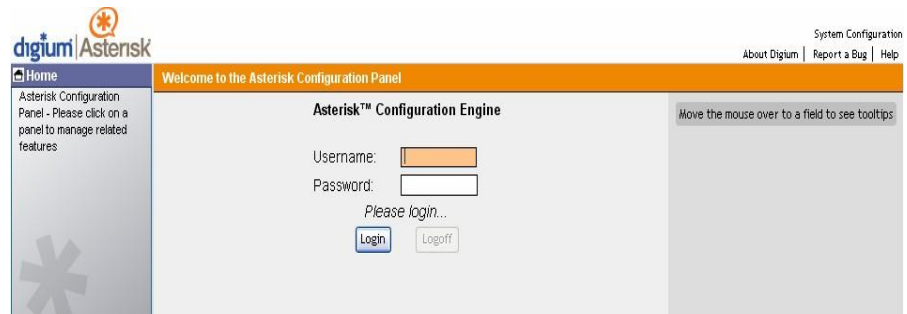 digium Asterisk
System Configuration
About Digium | Report a Bug | Help
Home
Welcome to the Asterisk Configuration Panel
Asterisk Configuration
Panel - Please click on a
panel to manage related
features
Asterisk™ Configuration Engine
Username:
Password:
Please login...
Login Logoff
Move the mouse over to a field to see tooltips